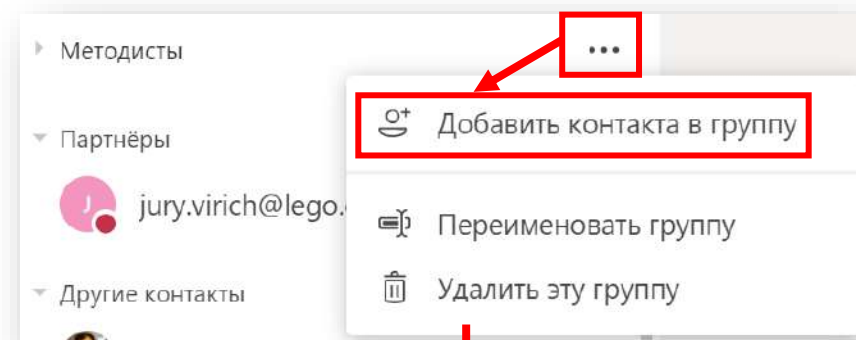 Методисты
Добавить контакта в группу
Партнёры
jury.virich@lego.
Переименовать группу
Удалить эту группу
Другие контакты